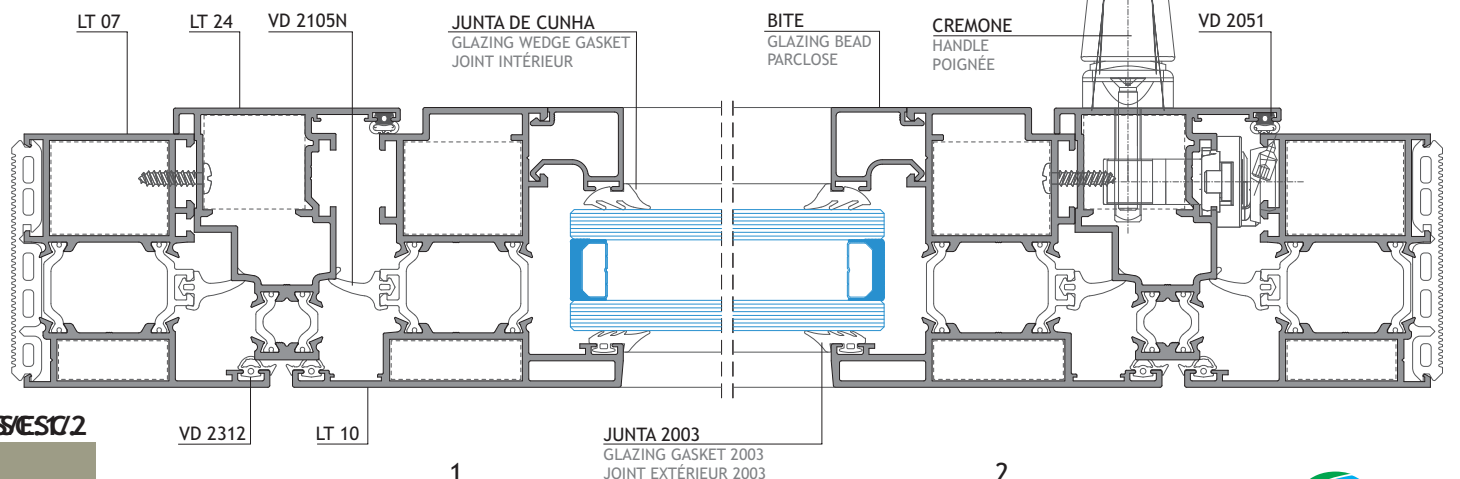 LT 07
LT 24
VD 2105N
JUNTA DE CUNHA
GLAZING WEDGE GASKET
JOINT INTÉRIEUR
BITE
GLAZING BEAD
PARCLOSE
CREMONE
HANDLE
POIGNÉE
VD 2051
VD 2312
LT 10
JUNTA 2003
GLAZING GASKET 2003
JOINT EXTÉRIEUR 2003
1
2